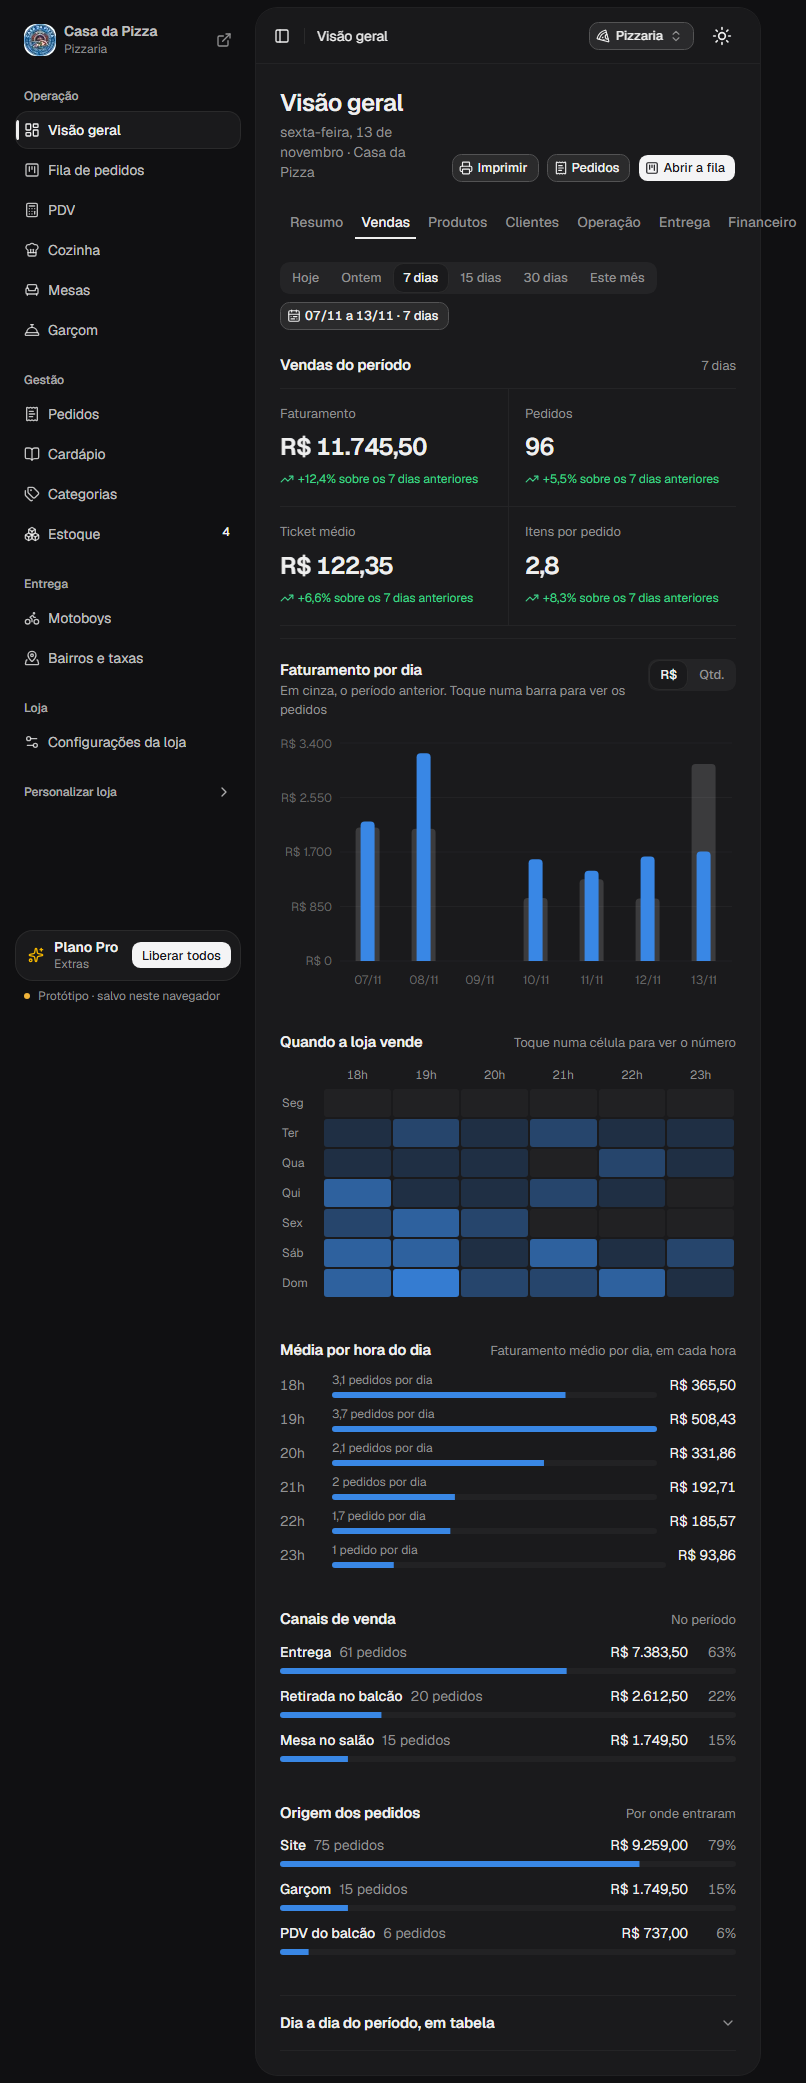 Casa da Pizza
Pizzaria
Operação
Visão geral
Fila de pedidos
PDV
Cozinha
Mesas
Garçom
Gestão
Pedidos
Cardápio
Categorias
Estoque 4
Entrega
Motoboys
Bairros e taxas
Loja
Configurações da loja
Personalizar loja
Plano Pro
Extras
Liberar todos
Protótipo · salvo neste navegador
Visão geral
Pizzaria
Visão geral
sexta-feira, 13 de
novembro · Casa da
Pizza
Imprimir
Pedidos
Abrir a fila
Resumo Vendas Produtos Clientes Operação Entrega Financeiro
Hoje Ontem 7 dias 15 dias 30 dias Este mês
07/11 a 13/11 · 7 dias
Vendas do período 7 dias
Faturamento
R$ 11.745,50
+12,4% sobre os 7 dias anteriores
Pedidos
96
+5,5% sobre os 7 dias anteriores
Ticket médio
R$ 122,35
+6,6% sobre os 7 dias anteriores
Itens por pedido
2,8
+8,3% sobre os 7 dias anteriores
Faturamento por dia
Em cinza, o período anterior. Toque numa barra para ver os
pedidos
R$ Qtd.
R$ 3.400
R$ 2.550
R$ 1.700
R$ 850
R$ 0
07/11 08/11 09/11 10/11 11/11 12/11 13/11
Quando a loja vende Toque numa célula para ver o número
18h 19h 20h 21h 22h 23h
Seg
Ter
Qua
Qui
Sex
Sáb
Dom
Média por hora do dia Faturamento médio por dia, em cada hora
18h 3,1 pedidos por dia R$ 365,50
19h 3,7 pedidos por dia R$ 508,43
20h 2,1 pedidos por dia R$ 331,86
21h 2 pedidos por dia R$ 192,71
22h 1,7 pedido por dia R$ 185,57
23h 1 pedido por dia R$ 93,86
Canais de venda No período
Entrega 61 pedidos R$ 7.383,50 63%
Retirada no balcão 20 pedidos R$ 2.612,50 22%
Mesa no salão 15 pedidos R$ 1.749,50 15%
Origem dos pedidos Por onde entraram
Site 75 pedidos R$ 9.259,00 79%
Garçom 15 pedidos R$ 1.749,50 15%
PDV do balcão 6 pedidos R$ 737,00 6%
Dia a dia do período, em tabela